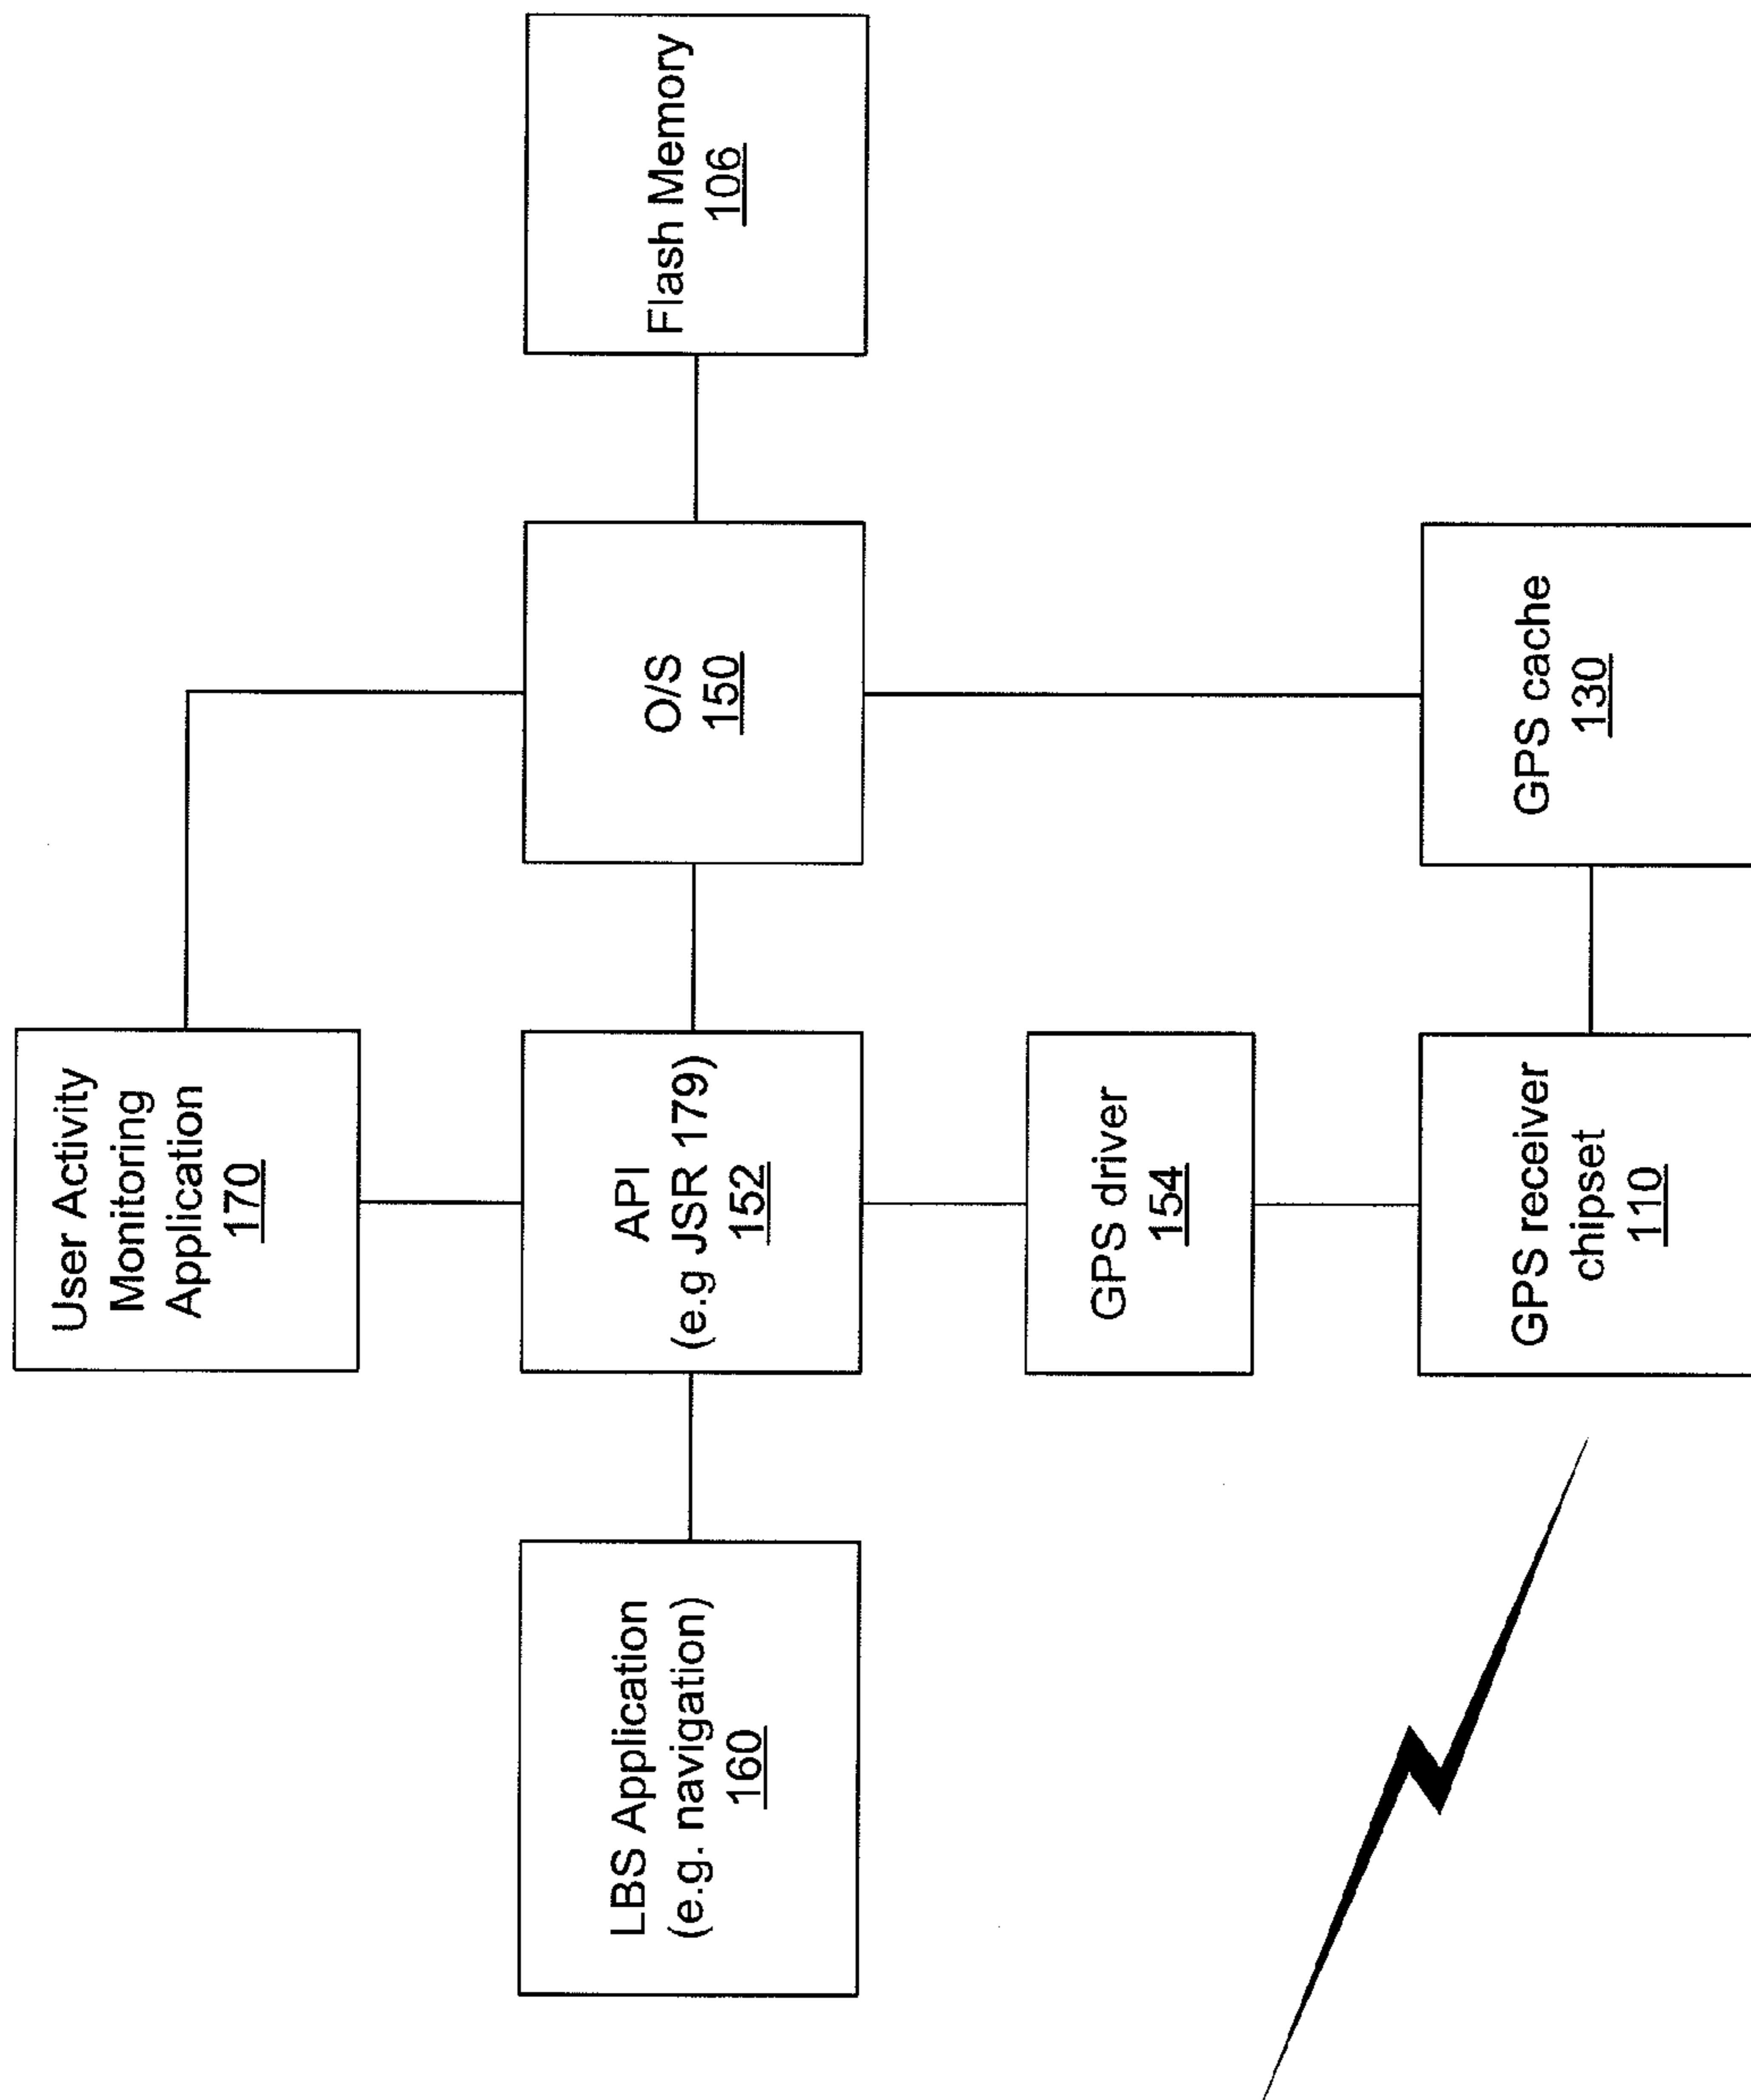 User Activity
Monitoring
Application
170
LBS Application
(e.g. navigation)
160
API
(e.g JSR 179)
152
O/S
150
Flash Memory
106
GPS driver
154
GPS receiver
chipset
110
GPS cache
130